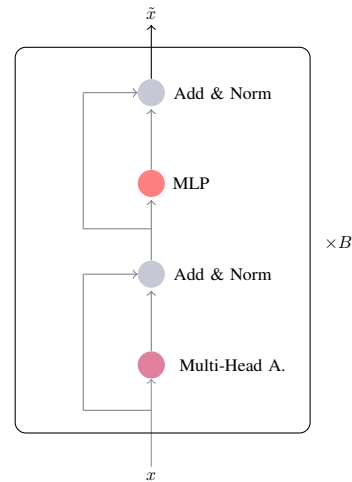 x̃
Add & Norm
MLP
×B
Add & Norm
Multi-Head A.
x